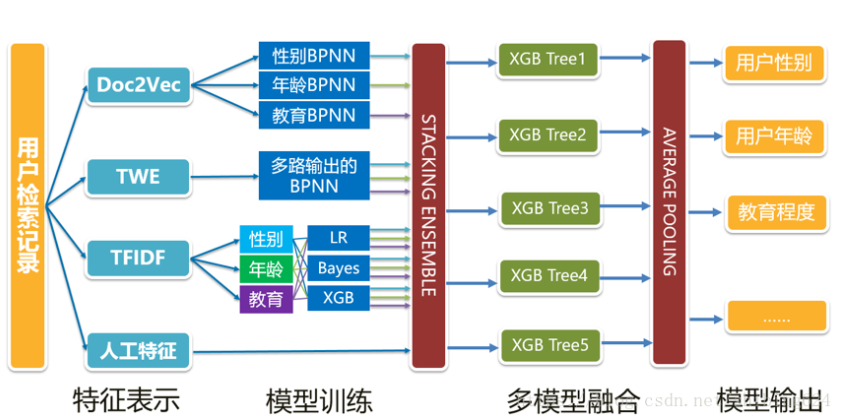 用户检索记录
Doc2Vec
TWE
TFIDF
人工特征
性别BPNN
年龄BPNN
教育BPNN
多路输出的
BPNN
性别
年龄
教育
LR
Bayes
XGB
STACKING ENSEMBLE
XGB Tree1
XGB Tree2
XGB Tree3
XGB Tree4
XGB Tree5
AVERAGE POOLING
用户性别
用户年龄
教育程度
......
特征表示
模型训练
多模型融合
模型输出